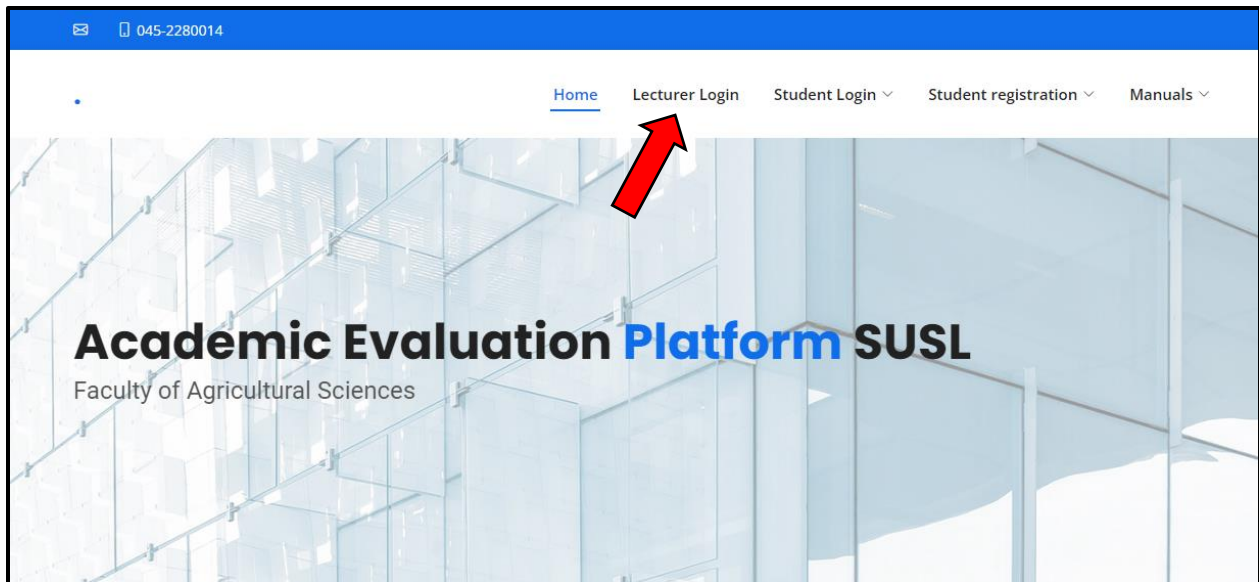 045-2280014
Home Lecturer Login Student Login Student registration Manuals
Academic Evaluation Platform SUSL
Faculty of Agricultural Sciences